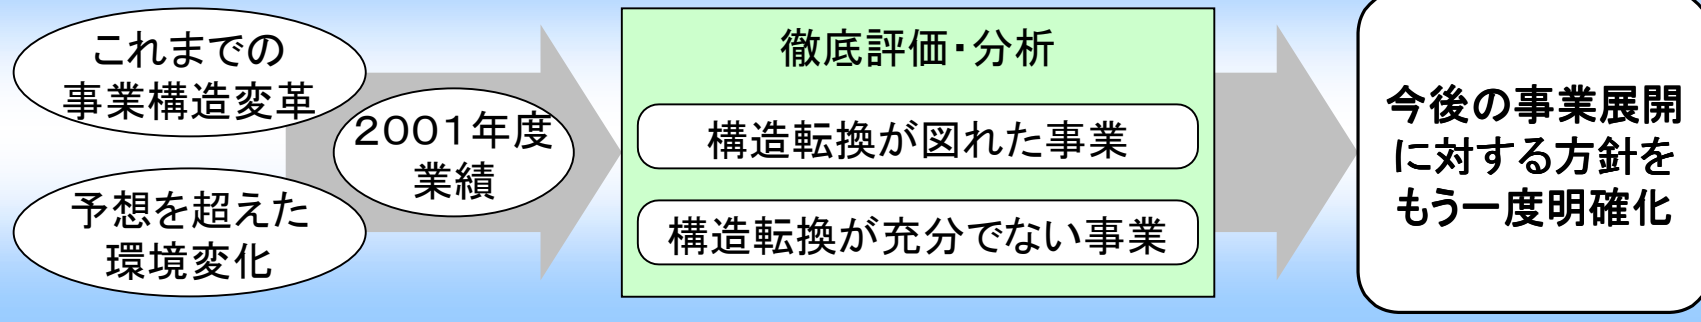 これまでの
事業構造変革
予想を超えた
環境変化
2001年度
業績
徹底評価・分析
構造転換が図れた事業
構造転換が充分でない事業
今後の事業展開
に対する方針を
もう一度明確化